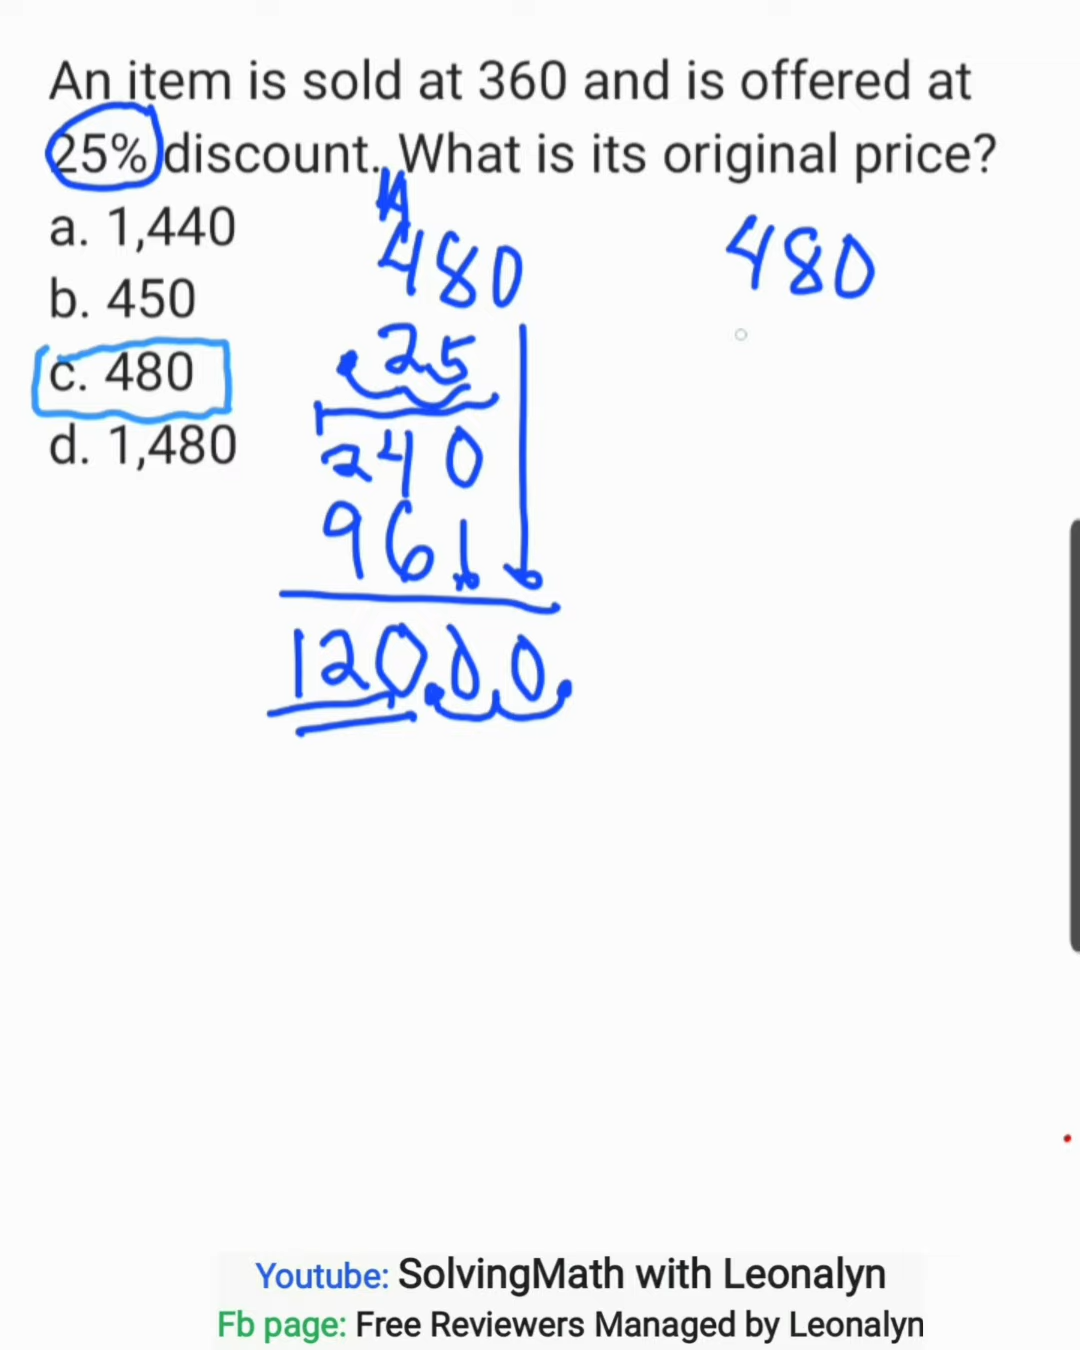 An item is sold at 360 and is offered at
25% discount. What is its original price?
a. 1,440
b. 450
c. 480
d. 1,480
480
.25
240
96
120.00.
480
Youtube: SolvingMath with Leonalyn
Fb page: Free Reviewers Managed by Leonalyn